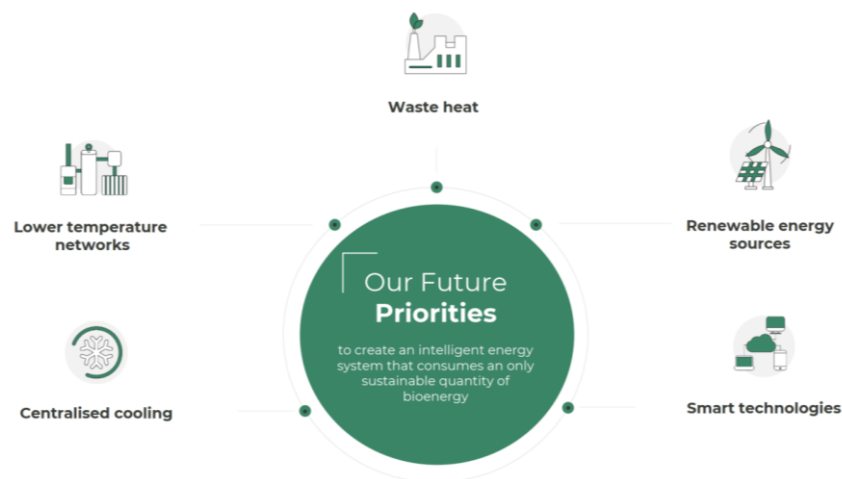 Waste heat
Lower temperature
networks
Renewable energy
sources
Our Future
Priorities
to create an intelligent energy
system that consumes an only
sustainable quantity of
bioenergy
Centralised cooling
Smart technologies